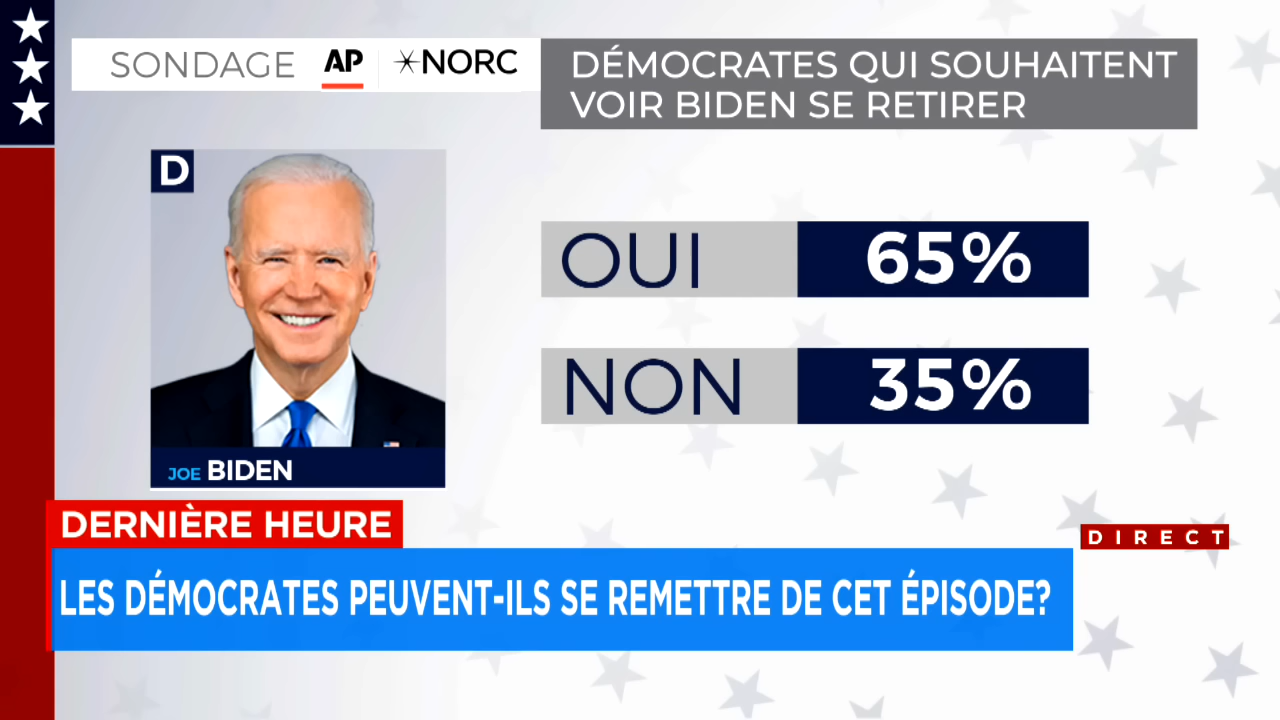 SONDAGE AP NORC
DÉMOCRATES QUI SOUHAITENT
VOIR BIDEN SE RETIRER
D
OUI 65%
NON 35%
JOE BIDEN
DERNIÈRE HEURE
DIRECT
LES DÉMOCRATES PEUVENT-ILS SE REMETTRE DE CET ÉPISODE?